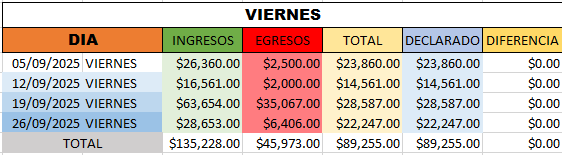 VIERNES
DIA INGRESOS EGRESOS TOTAL DECLARADO DIFERENCIA
05/09/2025 VIERNES $26,360.00 $2,500.00 $23,860.00 $23,860.00 $0.00
12/09/2025 VIERNES $16,561.00 $2,000.00 $14,561.00 $14,561.00 $0.00
19/09/2025 VIERNES $63,654.00 $35,067.00 $28,587.00 $28,587.00 $0.00
26/09/2025 VIERNES $28,653.00 $6,406.00 $22,247.00 $22,247.00 $0.00
TOTAL $135,228.00 $45,973.00 $89,255.00 $89,255.00 $0.00